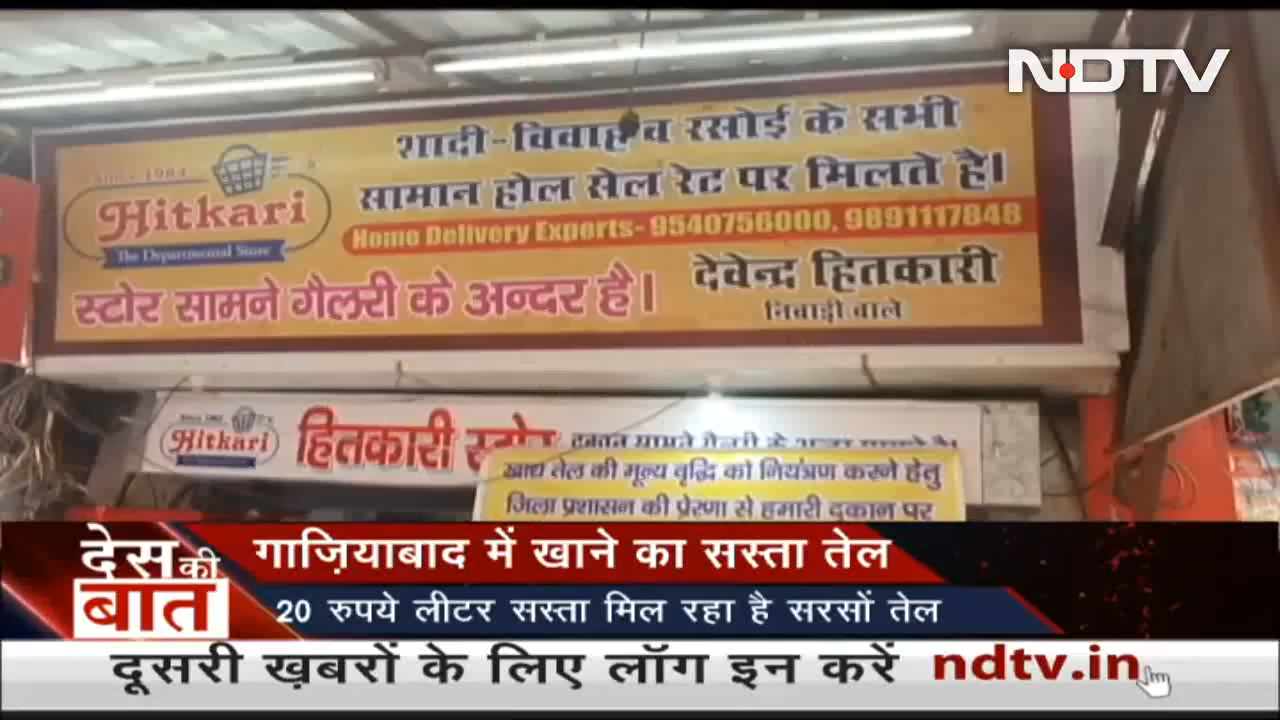 NDTV
शादी-विवाह व रसोई के सभी
सामान होल सेल रेट पर मिलते है।
Since 1984
Hitkari
The Departmental Store
Home Delivery Experts- 9540756000, 9891117848
स्टोर सामने गैलरी के अन्दर है।
देवेन्द्र हितकारी
निवाड़ी वाले
Hitkari
हितकारी स्टोर
खाद्य तेल की मूल्य वृद्धि को नियंत्रण करने हेतु
जिला प्रशासन की प्रेरणा से हमारी दुकान पर
देस की बात
गाज़ियाबाद में खाने का सस्ता तेल
20 रुपये लीटर सस्ता मिल रहा है सरसों तेल
दूसरी ख़बरों के लिए लॉग इन करें ndtv.in